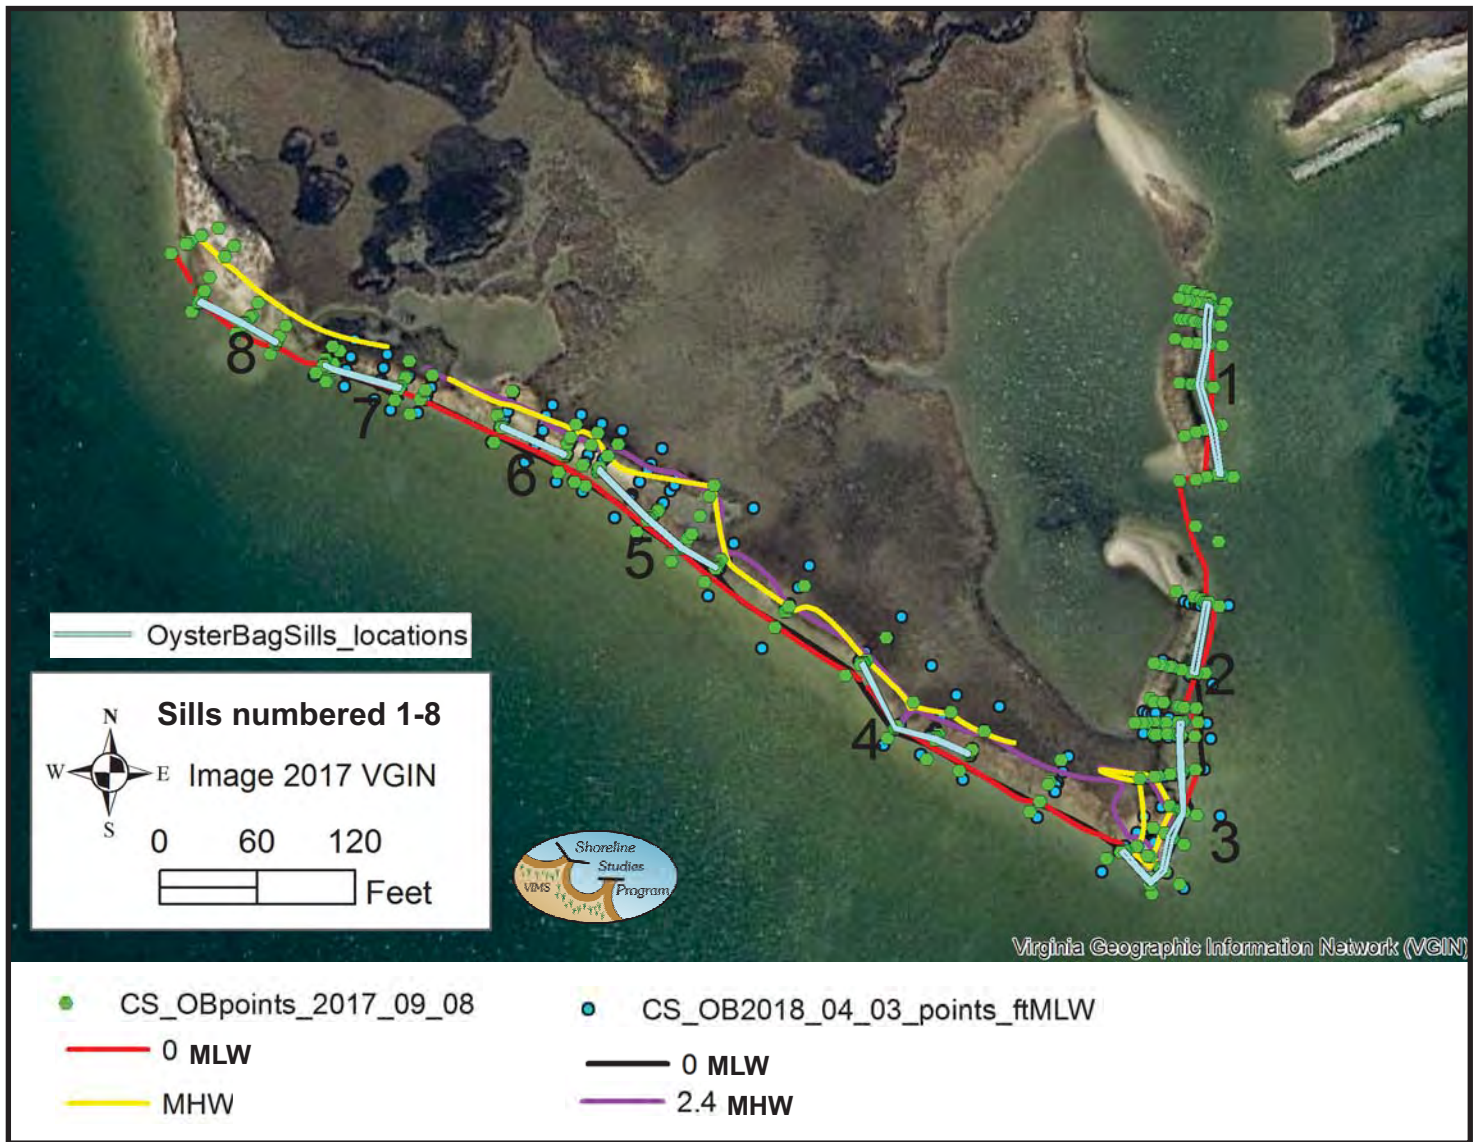 8
7
6
5
4
1
2
3
OysterBagSills_locations
Sills numbered 1-8
N
W E
S
Image 2017 VGIN
0 60 120
Feet
Shoreline
Studies
VIMS
Program
Virginia Geographic Information Network (VGIN)
CS_OBpoints_2017_09_08
0 MLW
MHW
CS_OB2018_04_03_points_ftMLW
0 MLW
2.4 MHW